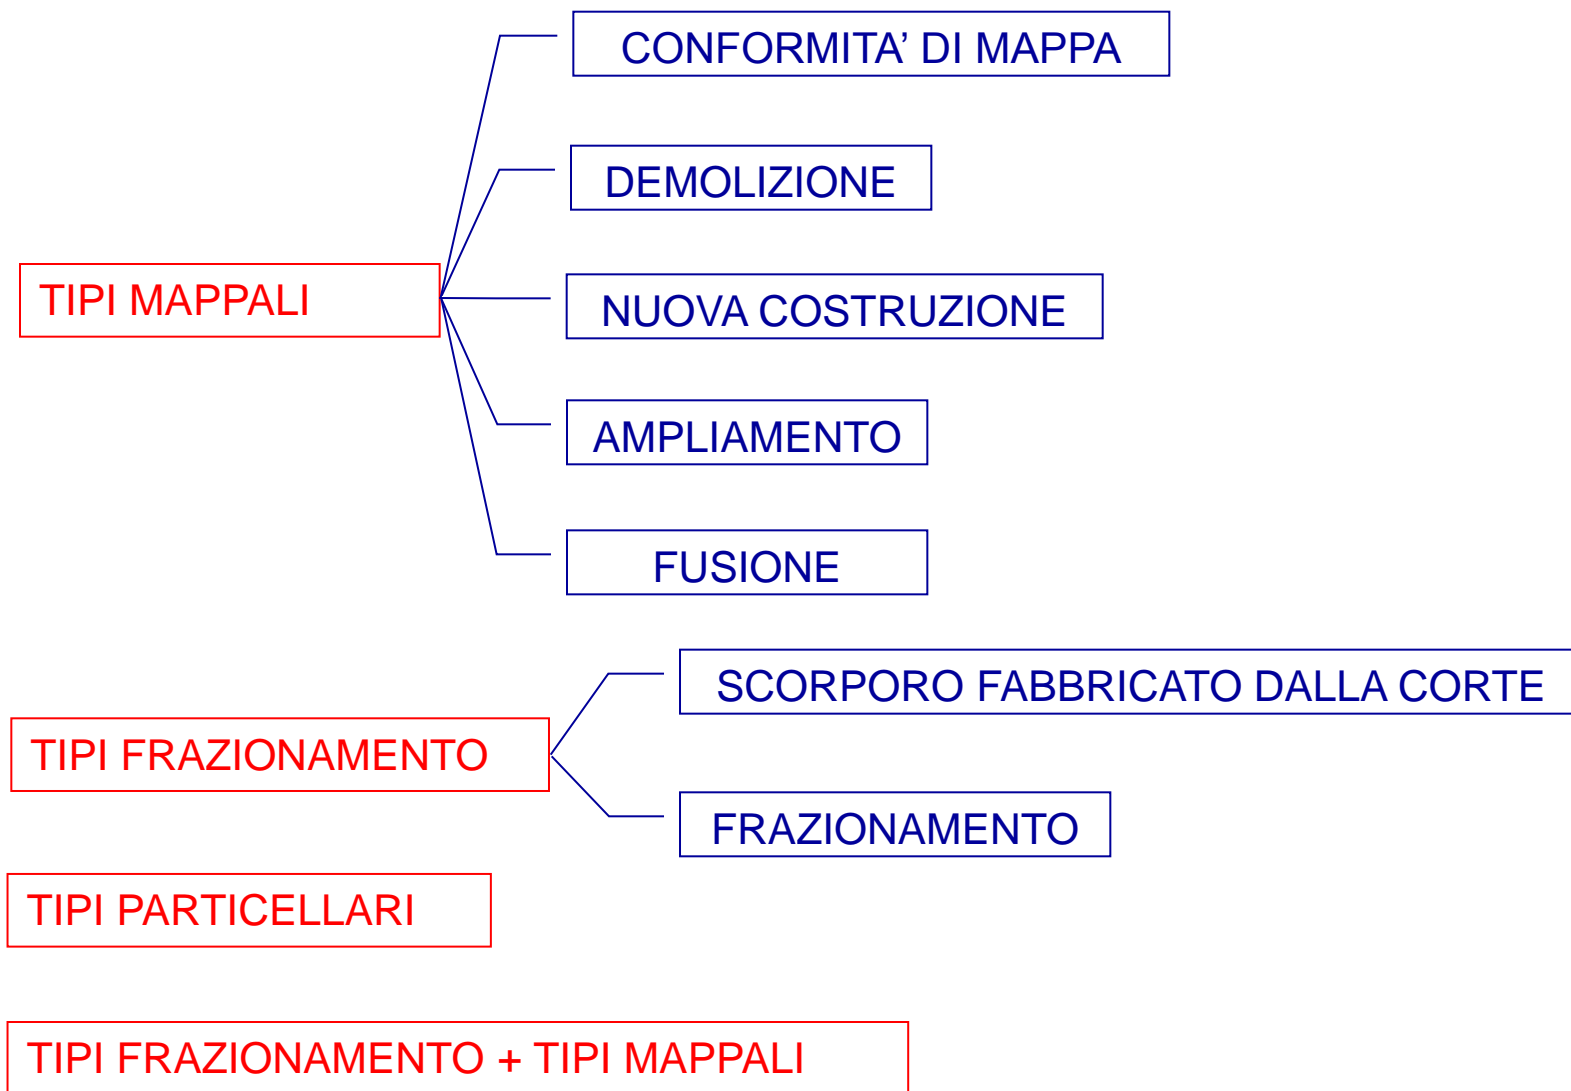 CONFORMITA’ DI MAPPA
DEMOLIZIONE
TIPI MAPPALI
NUOVA COSTRUZIONE
AMPLIAMENTO
FUSIONE
SCORPORO FABBRICATO DALLA CORTE
TIPI FRAZIONAMENTO
FRAZIONAMENTO
TIPI PARTICELLARI
TIPI FRAZIONAMENTO + TIPI MAPPALI